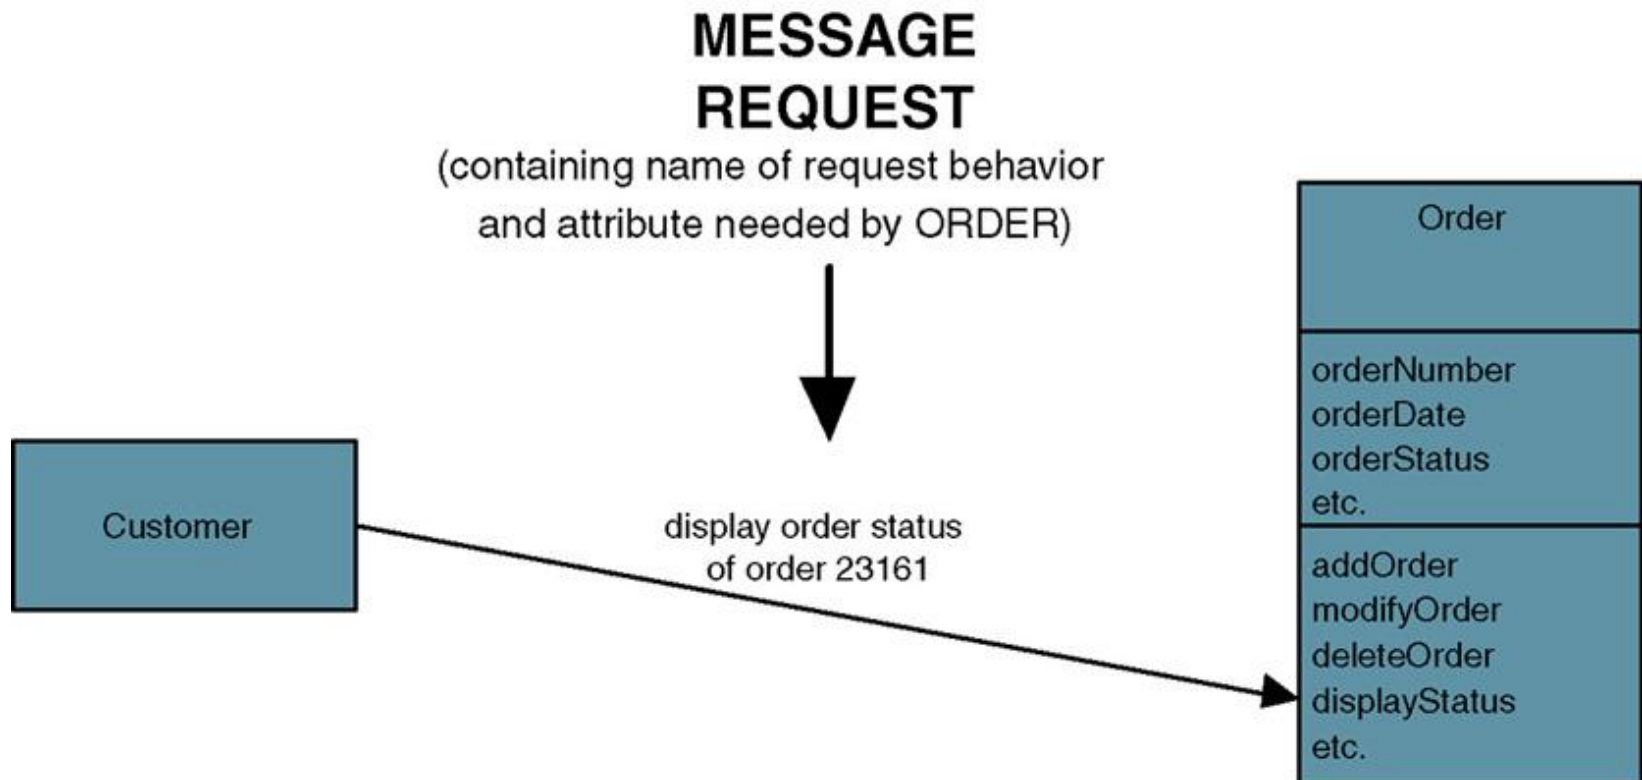 MESSAGE
REQUEST
(containing name of request behavior
and attribute needed by ORDER)
Customer
display order status
of order 23161
Order
orderNumber
orderDate
orderStatus
etc.
addOrder
modifyOrder
deleteOrder
displayStatus
etc.